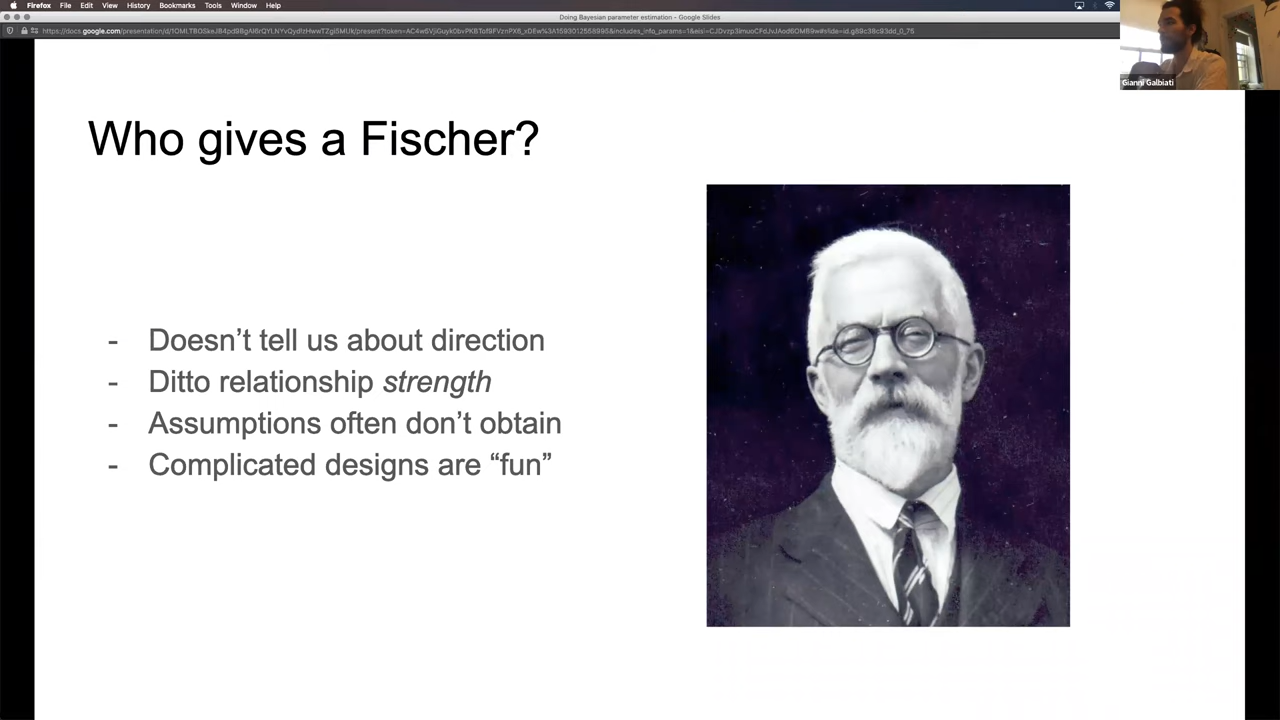 Firefox File Edit View History Bookmarks Tools Window Help
Doing Bayesian parameter estimation - Google Slides
Gianni Galbiati
Who gives a Fischer?
- Doesn’t tell us about direction
- Ditto relationship strength
- Assumptions often don’t obtain
- Complicated designs are “fun”